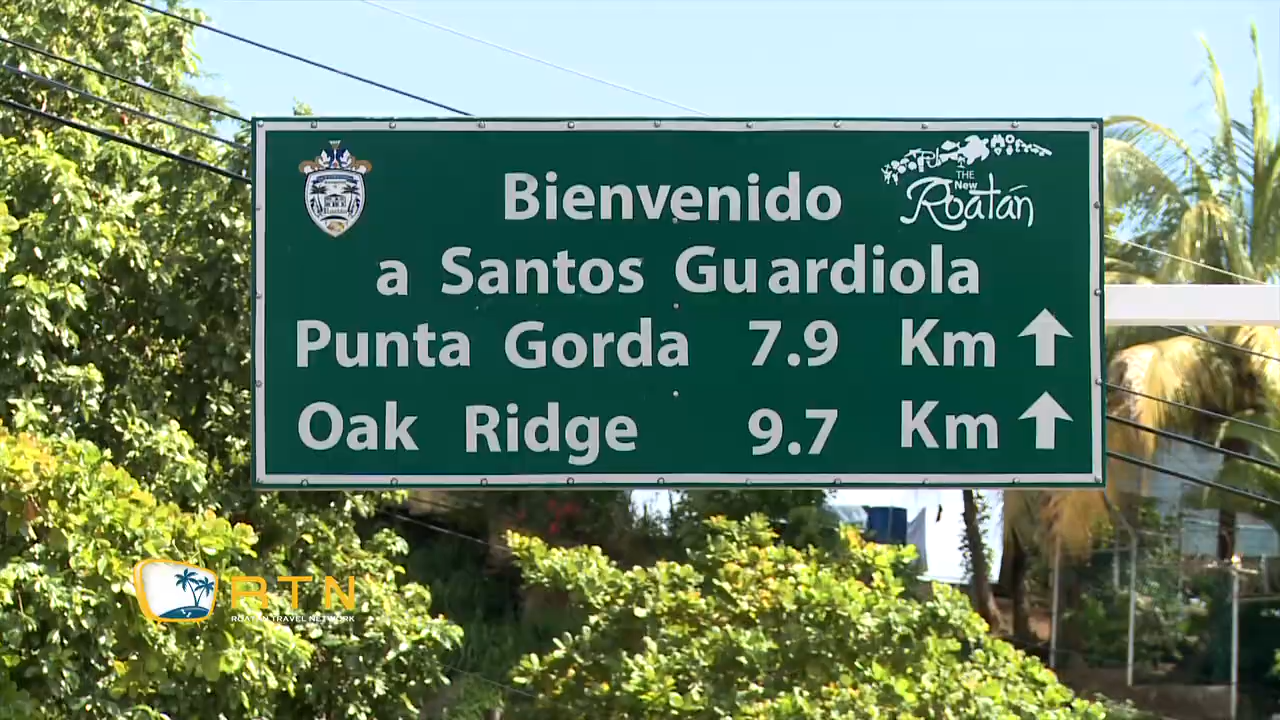 Bienvenido
THE
New
Roatán
a Santos Guardiola
Punta Gorda 7.9 Km
Oak Ridge 9.7 Km
RTN
ROATAN TRAVEL NETWORK